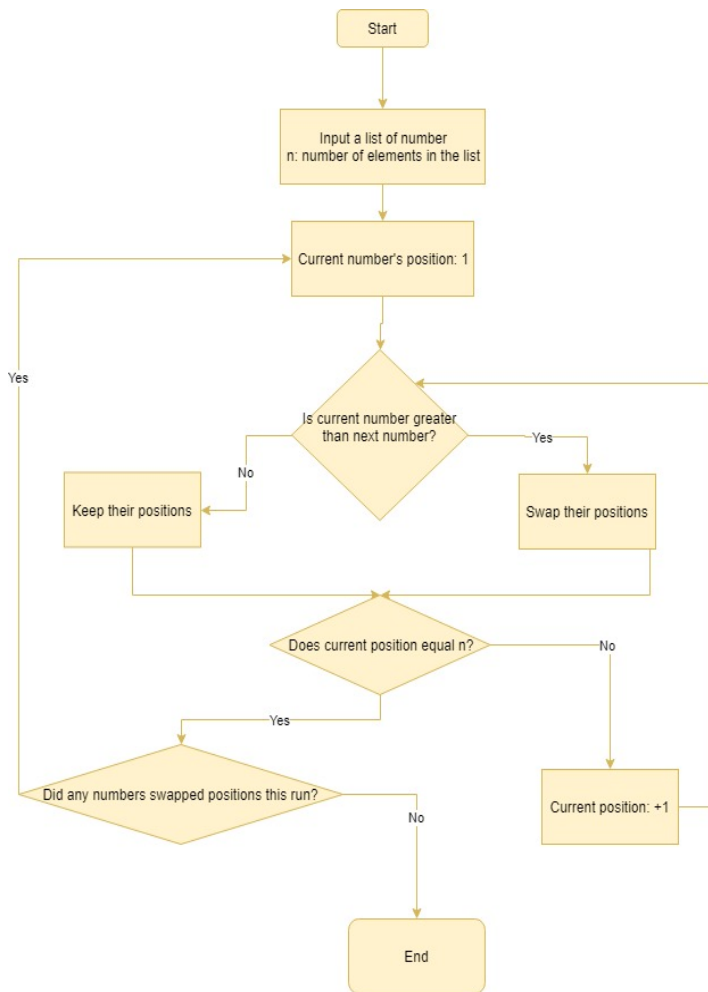 Start
Input a list of number
n: number of elements in the list
Current number's position: 1
Yes
Is current number greater
than next number?
No
Yes
Keep their positions
Swap their positions
Does current position equal n?
No
Yes
Did any numbers swapped positions this run?
No
Current position: +1
End